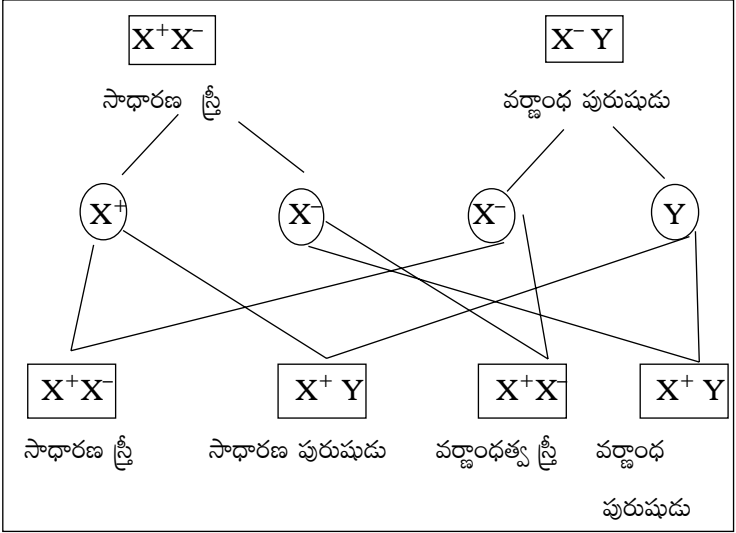 X⁺X⁻ X⁻ Y
సాధారణ స్త్రీ వర్ణాంధ పురుషుడు
X⁺ X⁻ X⁻ Y
X⁺X⁻ X⁺ Y X⁺X⁻ X⁺ Y
సాధారణ స్త్రీ సాధారణ పురుషుడు వర్ణాంధత్వ స్త్రీ వర్ణాంధ
పురుషుడు